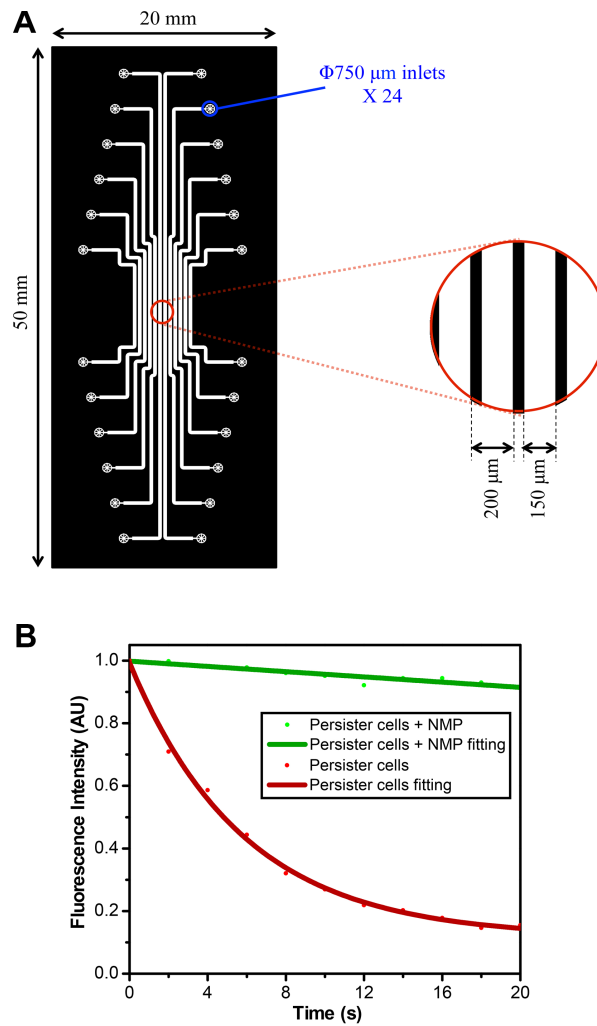 A
20 mm
Φ750 μm inlets
X 24
50 mm
200 μm
150 μm
B
Fluorescence Intensity (AU)
1.0
0.8
0.6
0.4
0.2
0.0
Persister cells + NMP
Persister cells + NMP fitting
Persister cells
Persister cells fitting
0 4 8 12 16 20
Time (s)